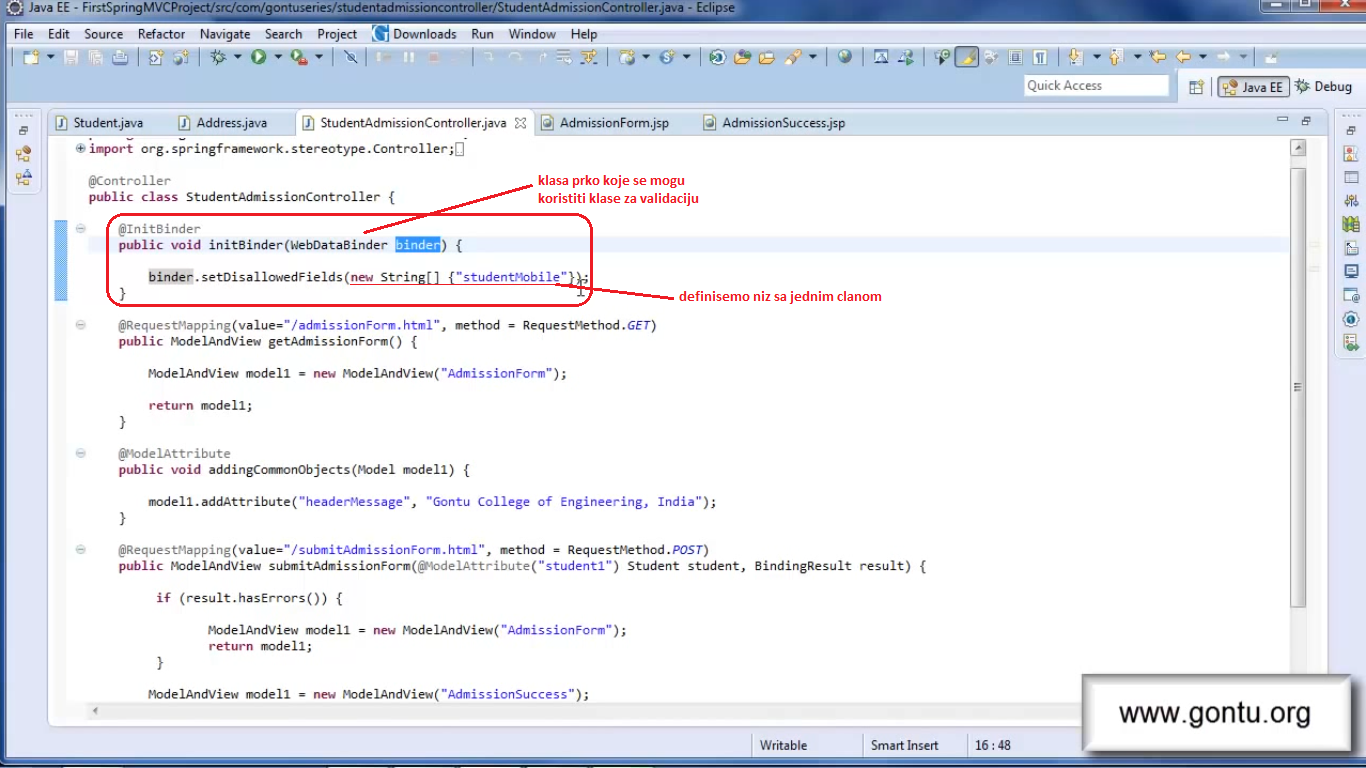 Java EE - FirstSpringMVCProject/src/com/gontuseries/studentadmissioncontroller/StudentAdmissionController.java - Eclipse
File Edit Source Refactor Navigate Search Project Downloads Run Window Help
Quick Access
Java EE
Debug
Student.java
Address.java
StudentAdmissionController.java
AdmissionForm.jsp
AdmissionSuccess.jsp
import org.springframework.stereotype.Controller;
@Controller
public class StudentAdmissionController {
klasa prko koje se mogu
koristiti klase za validaciju
@InitBinder
public void initBinder(WebDataBinder binder) {
binder.setDisallowedFields(new String[] {"studentMobile"});
}
definisemo niz sa jednim clanom
@RequestMapping(value="/admissionForm.html", method = RequestMethod.GET)
public ModelAndView getAdmissionForm() {
ModelAndView model1 = new ModelAndView("AdmissionForm");
return model1;
}
@ModelAttribute
public void addingCommonObjects(Model model1) {
model1.addAttribute("headerMessage", "Gontu College of Engineering, India");
}
@RequestMapping(value="/submitAdmissionForm.html", method = RequestMethod.POST)
public ModelAndView submitAdmissionForm(@ModelAttribute("student1") Student student, BindingResult result) {
if (result.hasErrors()) {
ModelAndView model1 = new ModelAndView("AdmissionForm");
return model1;
}
ModelAndView model1 = new ModelAndView("AdmissionSuccess");
www.gontu.org
Writable
Smart Insert
16 : 48